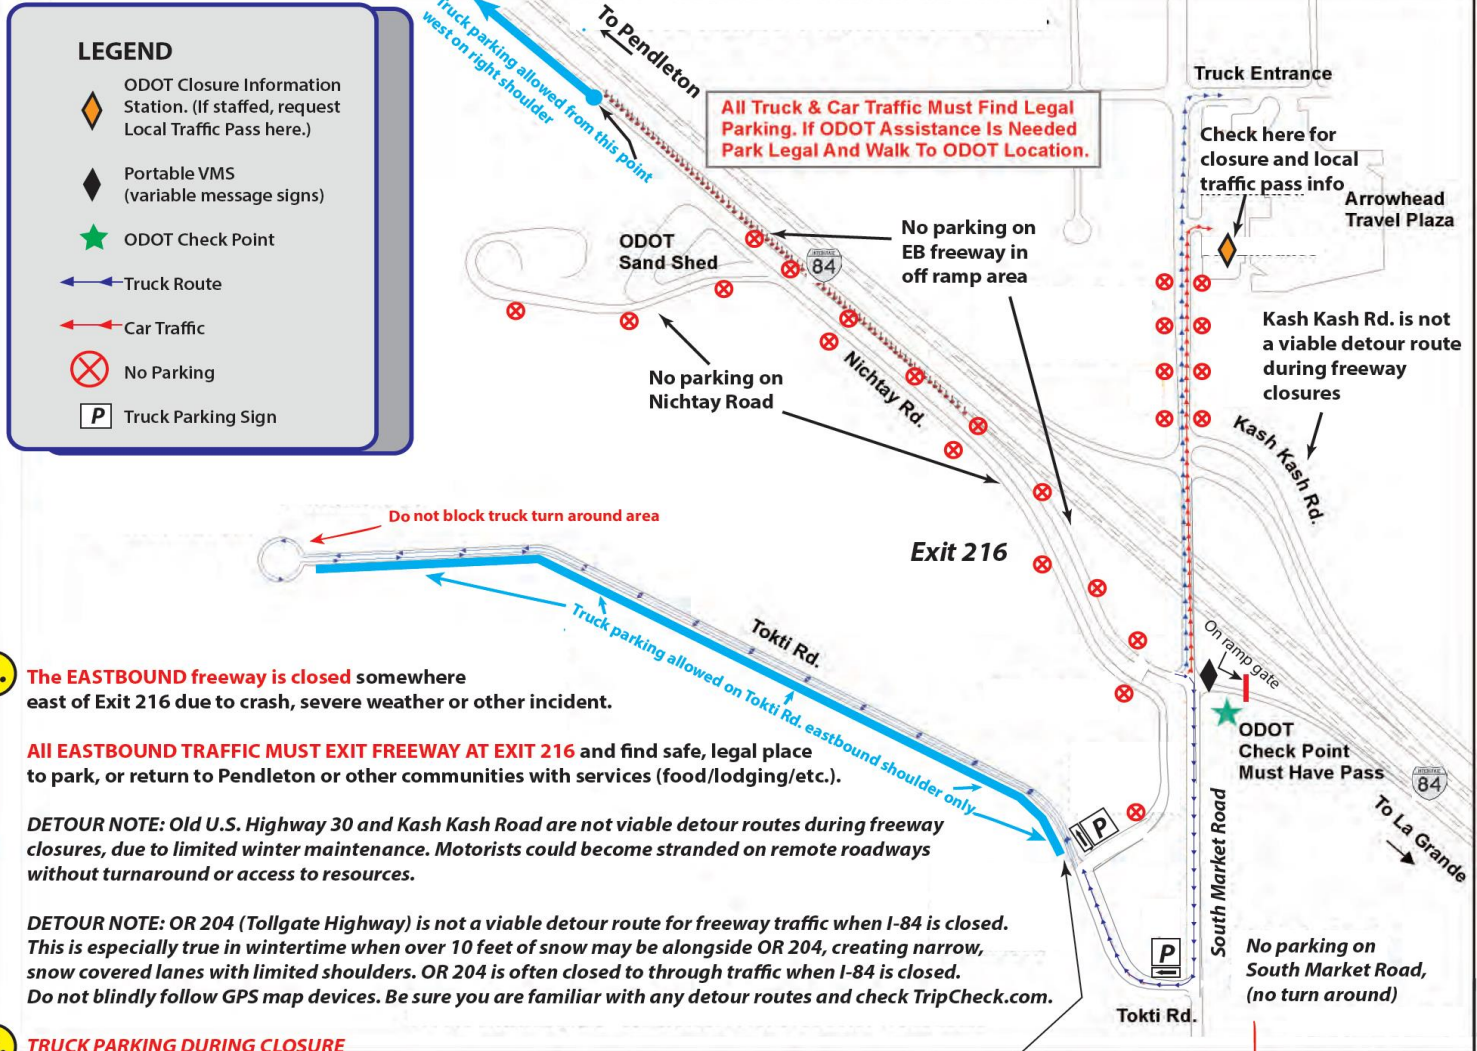 LEGEND
ODOT Closure Information
Station. (If staffed, request
Local Traffic Pass here.)
Portable VMS
(variable message signs)
ODOT Check Point
Truck Route
Car Traffic
No Parking
P
Truck Parking Sign
Truck parking allowed from this point
west on right shoulder
To Pendleton
All Truck & Car Traffic Must Find Legal
Parking. If ODOT Assistance Is Needed
Park Legal And Walk To ODOT Location.
Truck Entrance
Check here for
closure and local
traffic pass info
Arrowhead
Travel Plaza
ODOT
Sand Shed
84
No parking on
EB freeway in
off ramp area
Kash Kash Rd. is not
a viable detour route
during freeway
closures
No parking on
Nichtay Road
Nichtay Rd.
Kash Kash Rd.
Do not block truck turn around area
Exit 216
Truck parking allowed on Tokti Rd. eastbound shoulder only
Tokti Rd.
On ramp gate
ODOT
Check Point
Must Have Pass
84
To La Grande
The EASTBOUND freeway is closed somewhere
east of Exit 216 due to crash, severe weather or other incident.
All EASTBOUND TRAFFIC MUST EXIT FREEWAY AT EXIT 216 and find safe, legal place
to park, or return to Pendleton or other communities with services (food/lodging/etc.).
DETOUR NOTE: Old U.S. Highway 30 and Kash Kash Road are not viable detour routes during freeway
closures, due to limited winter maintenance. Motorists could become stranded on remote roadways
without turnaround or access to resources.
DETOUR NOTE: OR 204 (Tollgate Highway) is not a viable detour route for freeway traffic when I-84 is closed.
This is especially true in wintertime when over 10 feet of snow may be alongside OR 204, creating narrow,
snow covered lanes with limited shoulders. OR 204 is often closed to through traffic when I-84 is closed.
Do not blindly follow GPS map devices. Be sure you are familiar with any detour routes and check TripCheck.com.
P
P
South Market Road
No parking on
South Market Road,
(no turn around)
Tokti Rd.
TRUCK PARKING DURING CLOSURE